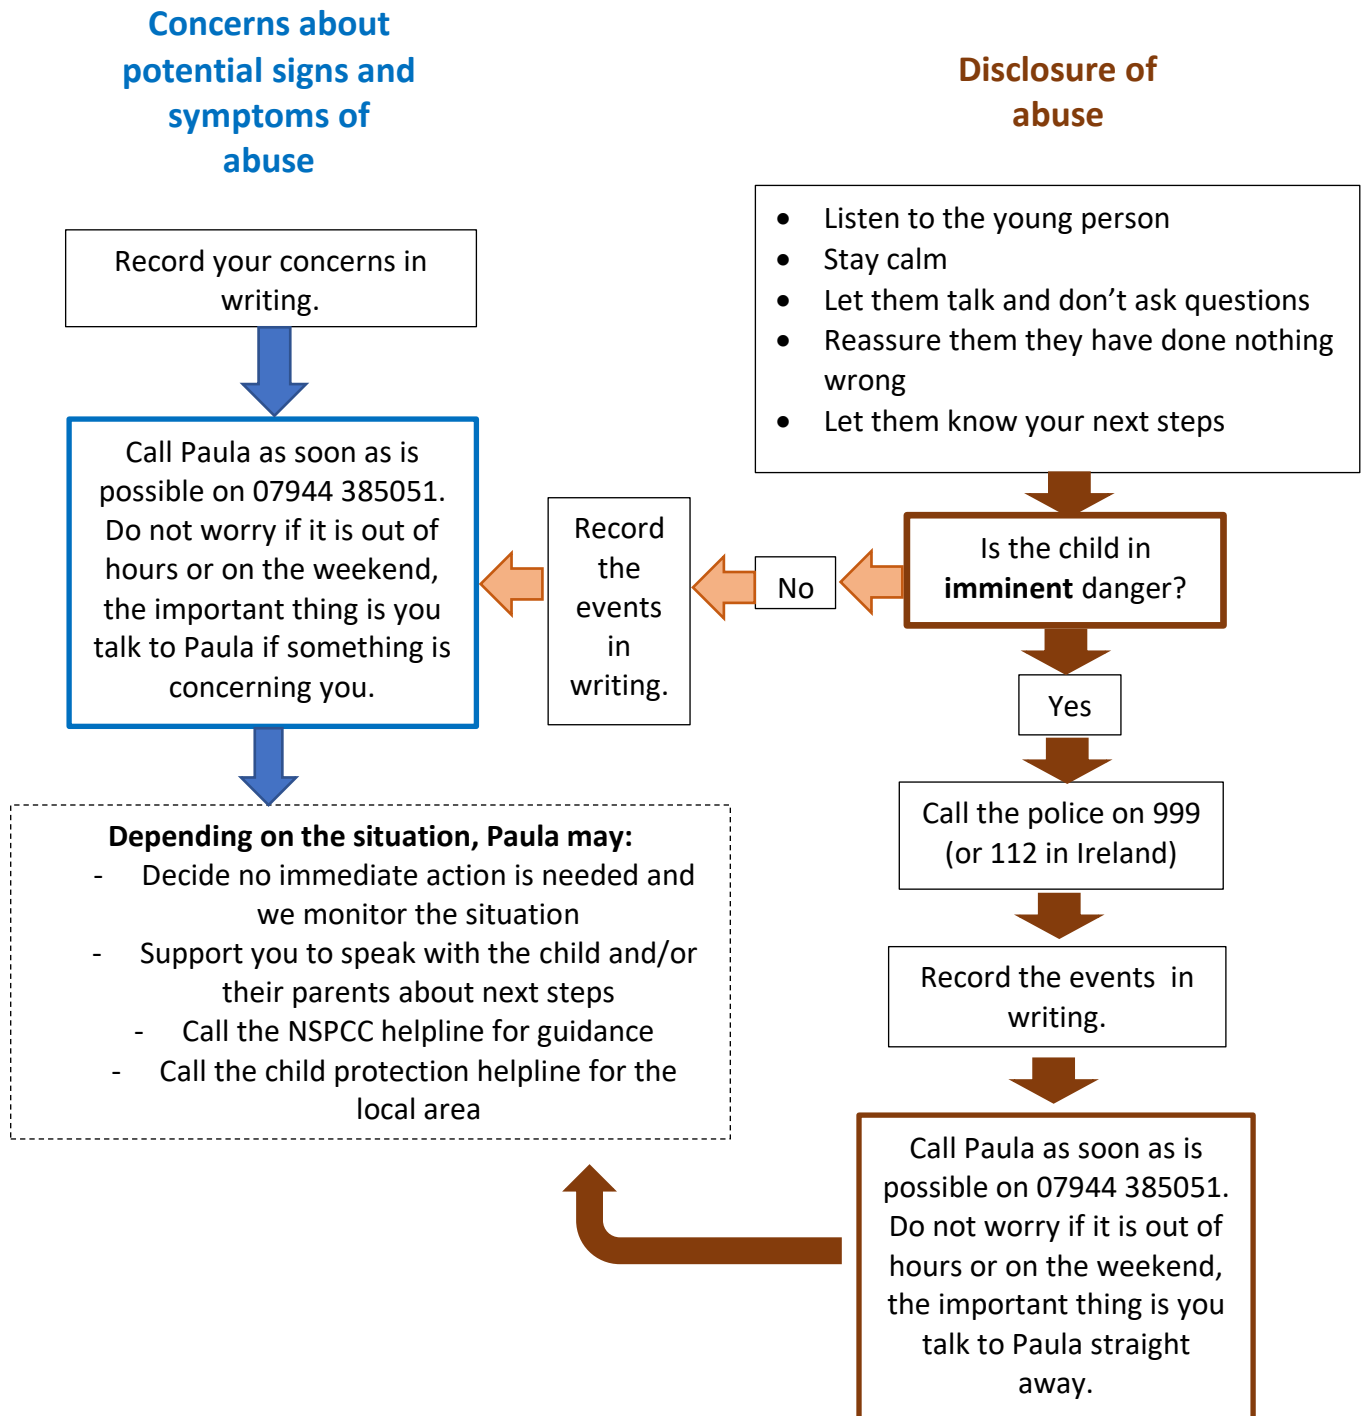 Concerns about
potential signs and
symptoms of
abuse
Record your concerns in
writing.
Call Paula as soon as is
possible on 07944 385051.
Do not worry if it is out of
hours or on the weekend,
the important thing is you
talk to Paula if something is
concerning you.
Depending on the situation, Paula may:
- Decide no immediate action is needed and
we monitor the situation
- Support you to speak with the child and/or
their parents about next steps
- Call the NSPCC helpline for guidance
- Call the child protection helpline for the
local area
Disclosure of
abuse
• Listen to the young person
• Stay calm
• Let them talk and don’t ask questions
• Reassure them they have done nothing
wrong
• Let them know your next steps
Is the child in
imminent danger?
No
Record
the
events
in
writing.
Yes
Call the police on 999
(or 112 in Ireland)
Record the events in
writing.
Call Paula as soon as is
possible on 07944 385051.
Do not worry if it is out of
hours or on the weekend,
the important thing is you
talk to Paula straight
away.